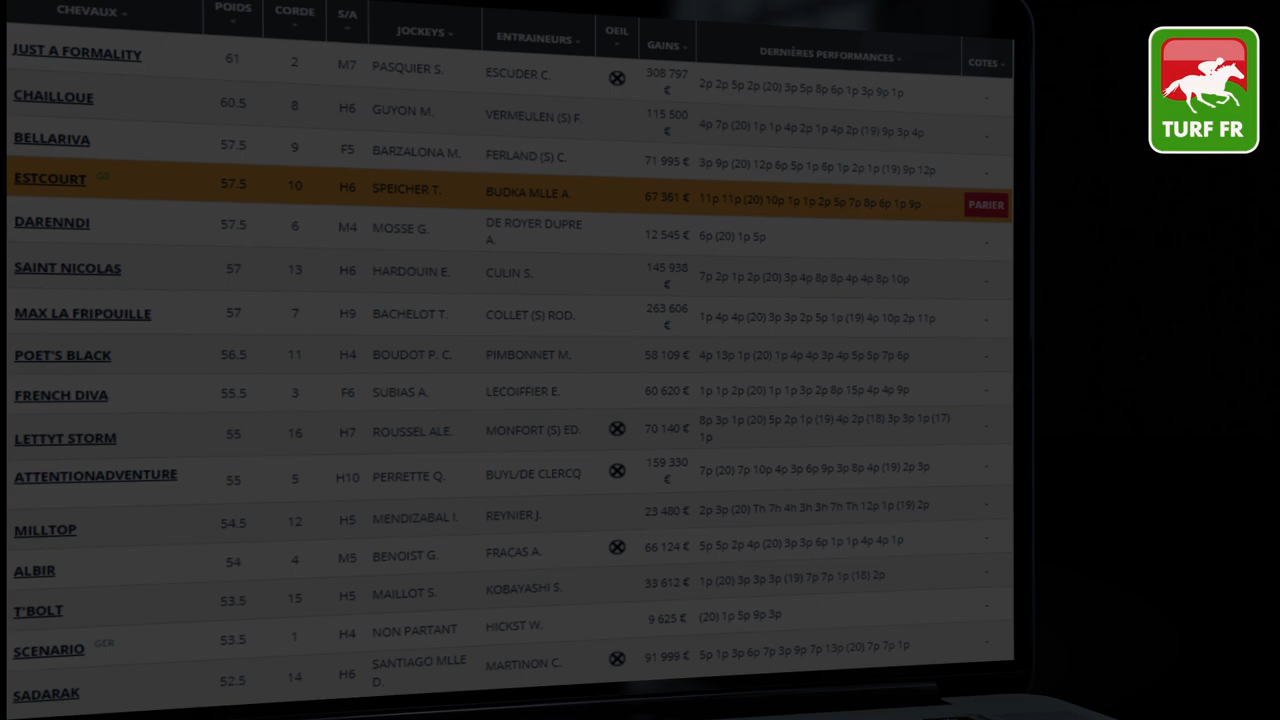 CHEVAUX POIDS CORDE S/A JOCKEYS ENTRAINEURS OEIL GAINS DERNIÈRES PERFORMANCES COTES
JUST A FORMALITY 61 2 M7 PASQUIER S. ESCUDER C. 308 797 € 2p 2p 5p 2p (20) 3p 5p 8p 6p 1p 3p 9p 1p -
CHAILLOUE 60.5 8 H6 GUYON M. VERMEULEN (S) F. 115 500 € 4p 7p (20) 1p 1p 4p 2p 1p 4p 2p (19) 9p 3p 4p -
BELLARIVA 57.5 9 F5 BARZALONA M. FERLAND (S) C. 71 995 € 3p 9p (20) 12p 6p 5p 1p 6p 1p 2p 1p (19) 9p 12p -
ESTCOURT GB 57.5 10 H6 SPEICHER T. BUDKA MLLE A. 67 361 € 11p 11p (20) 10p 1p 1p 2p 5p 7p 8p 6p 1p 9p PARIER
DARENNDI 57.5 6 M4 MOSSE G. DE ROYER DUPRE A. 12 545 € 6p (20) 1p 5p -
SAINT NICOLAS 57 13 H6 HARDOUIN E. CULIN S. 145 938 € 7p 2p 1p 2p (20) 3p 4p 8p 8p 4p 4p 8p 10p -
MAX LA FRIPOUILLE 57 7 H9 BACHELOT T. COLLET (S) ROD. 263 606 € 1p 4p 4p (20) 3p 3p 2p 5p 1p (19) 4p 10p 2p 11p -
POET'S BLACK 56.5 11 H4 BOUDOT P. C. PIMBONNET M. 58 109 € 4p 13p 1p (20) 1p 4p 4p 3p 4p 5p 5p 7p 6p -
FRENCH DIVA 55.5 3 F6 SUBIAS A. LECOIFFIER E. 60 620 € 1p 1p 2p (20) 1p 1p 3p 2p 8p 15p 4p 4p 9p -
LETTYT STORM 55 16 H7 ROUSSEL ALE. MONFORT (S) ED. 70 140 € 8p 3p 1p (20) 5p 2p 1p (19) 4p 2p (18) 3p 3p 1p (17) 1p -
ATTENTIONADVENTURE 55 5 H10 PERRETTE Q. BUYL/DE CLERCQ 159 330 € 7p (20) 7p 10p 4p 3p 6p 9p 3p 8p 4p (19) 2p 3p -
MILLTOP 54.5 12 H5 MENDIZABAL I. REYNIER J. 23 480 € 2p 3p (20) Th 7h 4h 3h 3h 7h Th 12p 1p (19) 2p -
ALBIR 54 4 M5 BENOIST G. FRACAS A. 66 124 € 5p 5p 2p 4p (20) 3p 3p 6p 1p 1p 4p 4p 1p -
T'BOLT 53.5 15 H5 MAILLOT S. KOBAYASHI S. 33 612 € 1p (20) 3p 3p 3p (19) 7p 7p 1p (18) 2p -
SCENARIO GER 53.5 1 H4 NON PARTANT HICKST W. 9 625 € (20) 1p 5p 9p 3p -
SADARAK 52.5 14 H6 SANTIAGO MLLE D. MARTINON C. 91 999 € 5p 1p 3p 6p 7p 3p 9p 7p 13p (20) 7p 7p 1p -
TURF FR